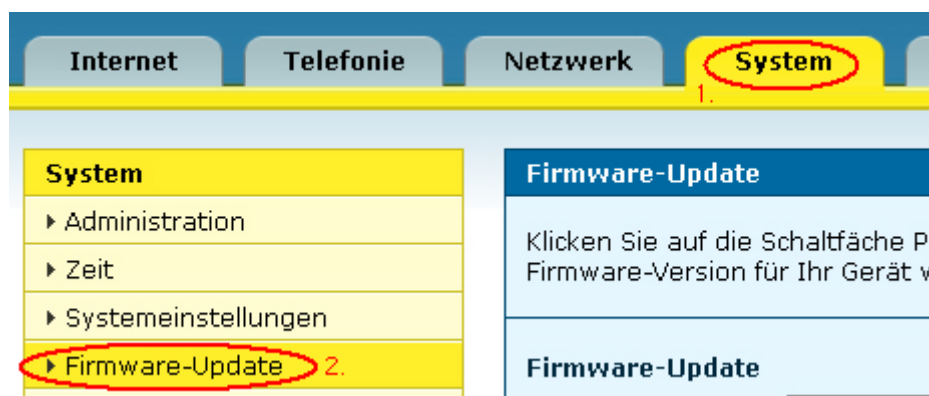 Internet
Telefonie
Netzwerk
System
1.
System
Administration
Zeit
Systemeinstellungen
Firmware-Update 2.
Firmware-Update
Klicken Sie auf die Schaltfäche P
Firmware-Version für Ihr Gerät
Firmware-Update